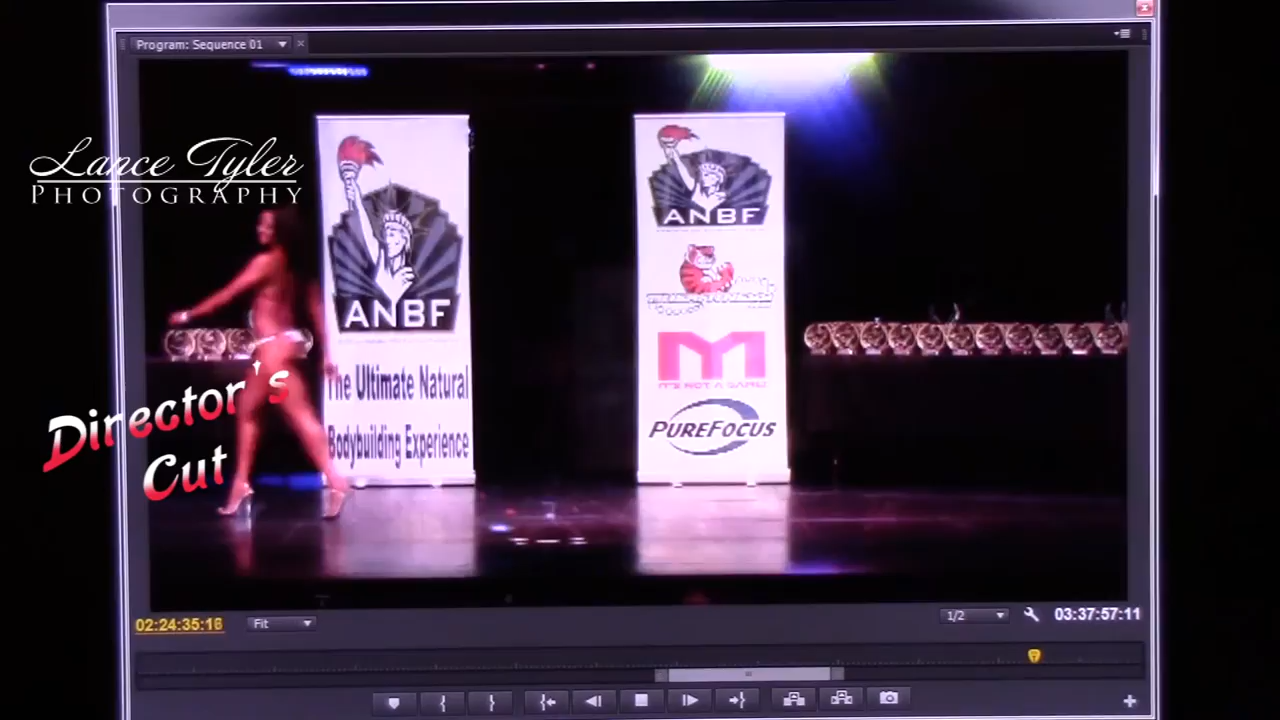 Program: Sequence 01
Lance Tyler
PHOTOGRAPHY
ANBF
The Ultimate Natural
Bodybuilding Experience
ANBF
M
IT'S NOT A GAME!
PUREFOCUS
Director's
Cut
02:24:35:16
Fit
1/2
03:37:57:11